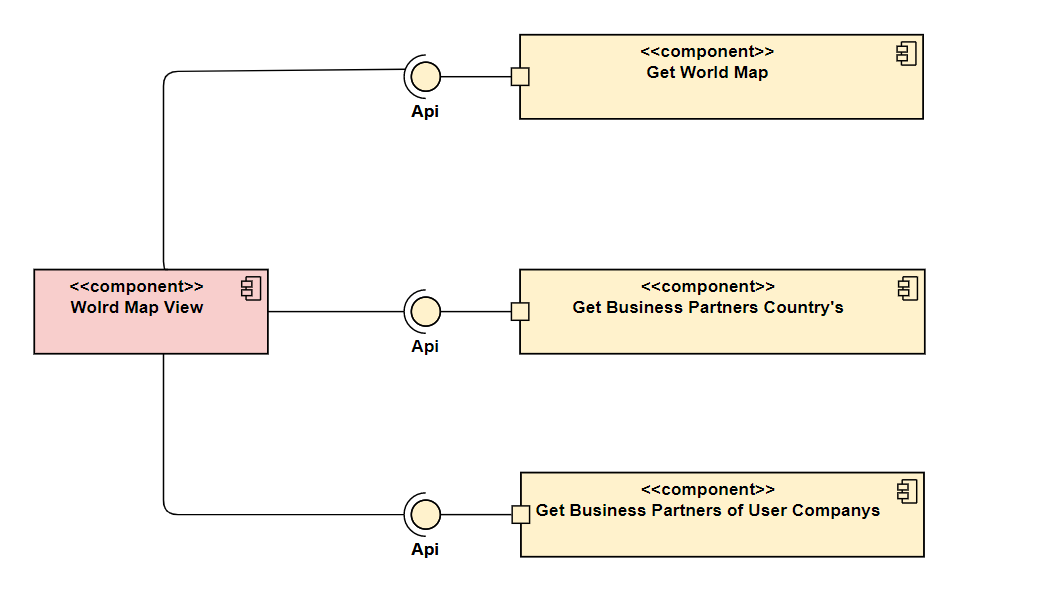 <<component>>
Get World Map
Api
<<component>>
Wolrd Map View
Api
<<component>>
Get Business Partners Country's
<<component>>
Get Business Partners of User Companys
Api